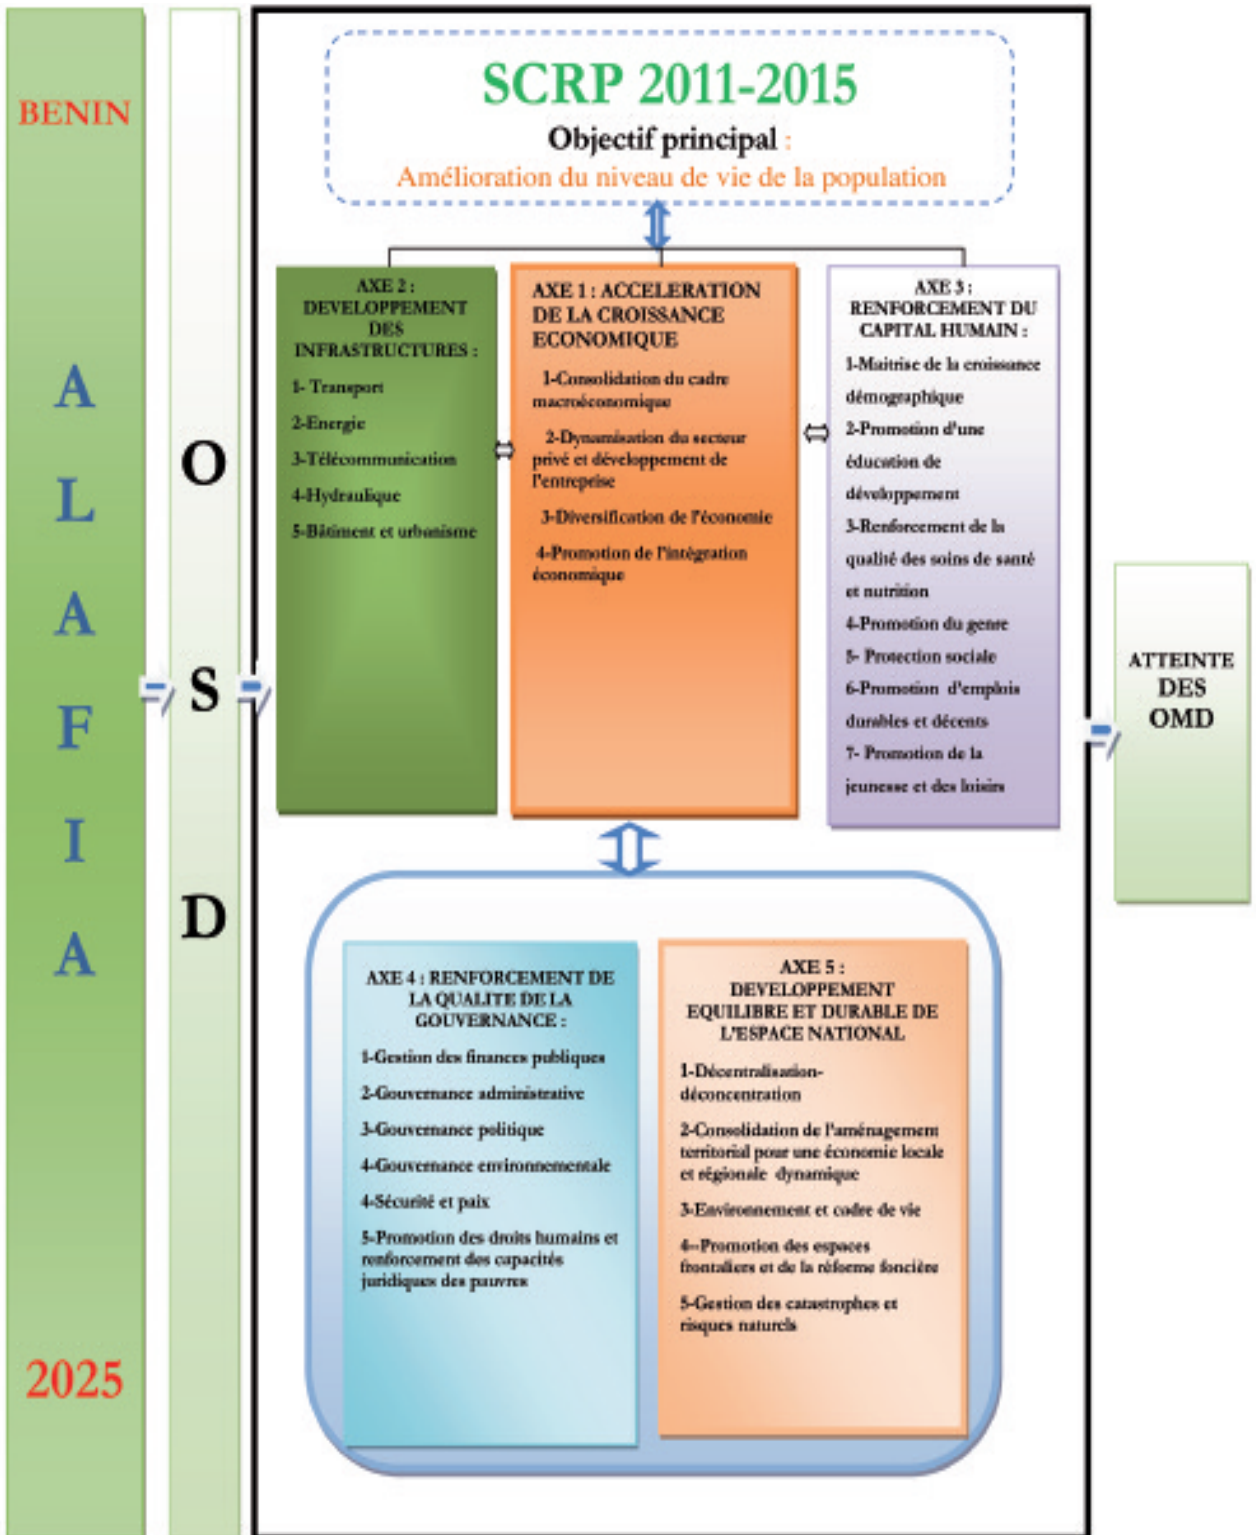 BENIN
A
L
A
F
I
A
2025
O
S
D
SCRP 2011-2015
Objectif principal :
Amélioration du niveau de vie de la population
AXE 2 :
DEVELOPPEMENT
DES
INFRASTRUCTURES :
1- Transport
2-Energie
3-Télécommunication
4-Hydraulique
5-Bâtiment et urbanisme
AXE 1 : ACCELERATION
DE LA CROISSANCE
ECONOMIQUE
1-Consolidation du cadre
macroéconomique
2-Dynamisation du secteur
privé et développement de
l'entreprise
3-Diversification de l'économie
4-Promotion de l'intégration
économique
AXE 3 :
RENFORCEMENT DU
CAPITAL HUMAIN :
1-Maitrise de la croissance
démographique
2-Promotion d'une
éducation de
développement
3-Renforcement de la
qualité des soins de santé
et nutrition
4-Promotion du genre
5- Protection sociale
6-Promotion d'emplois
durables et décents
7- Promotion de la
jeunesse et des loisirs
AXE 4 : RENFORCEMENT DE
LA QUALITE DE LA
GOUVERNANCE :
1-Gestion des finances publiques
2-Gouvernance administrative
3-Gouvernance politique
4-Gouvernance environnementale
4-Sécurité et paix
5-Promotion des droits humains et
renforcement des capacités
juridiques des pauvres
AXE 5 :
DEVELOPPEMENT
EQUILIBRE ET DURABLE DE
L'ESPACE NATIONAL
1-Décentralisation-
déconcentration
2-Consolidation de l'aménagement
territorial pour une économie locale
et régionale dynamique
3-Environnement et cadre de vie
4--Promotion des espaces
frontaliers et de la réforme foncière
5-Gestion des catastrophes et
risques naturels
ATTEINTE
DES
OMD